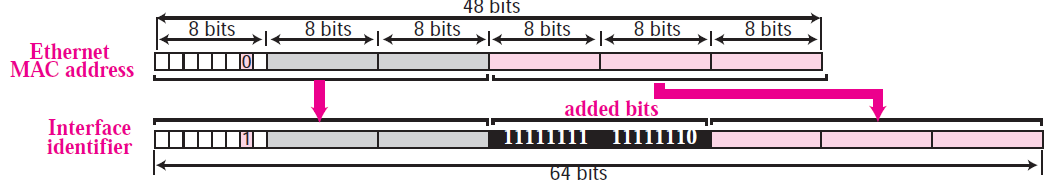 48 bits
8 bits 8 bits 8 bits 8 bits 8 bits 8 bits
Ethernet
MAC address
0
added bits
Interface
identifier
1 11111111 11111110
64 bits